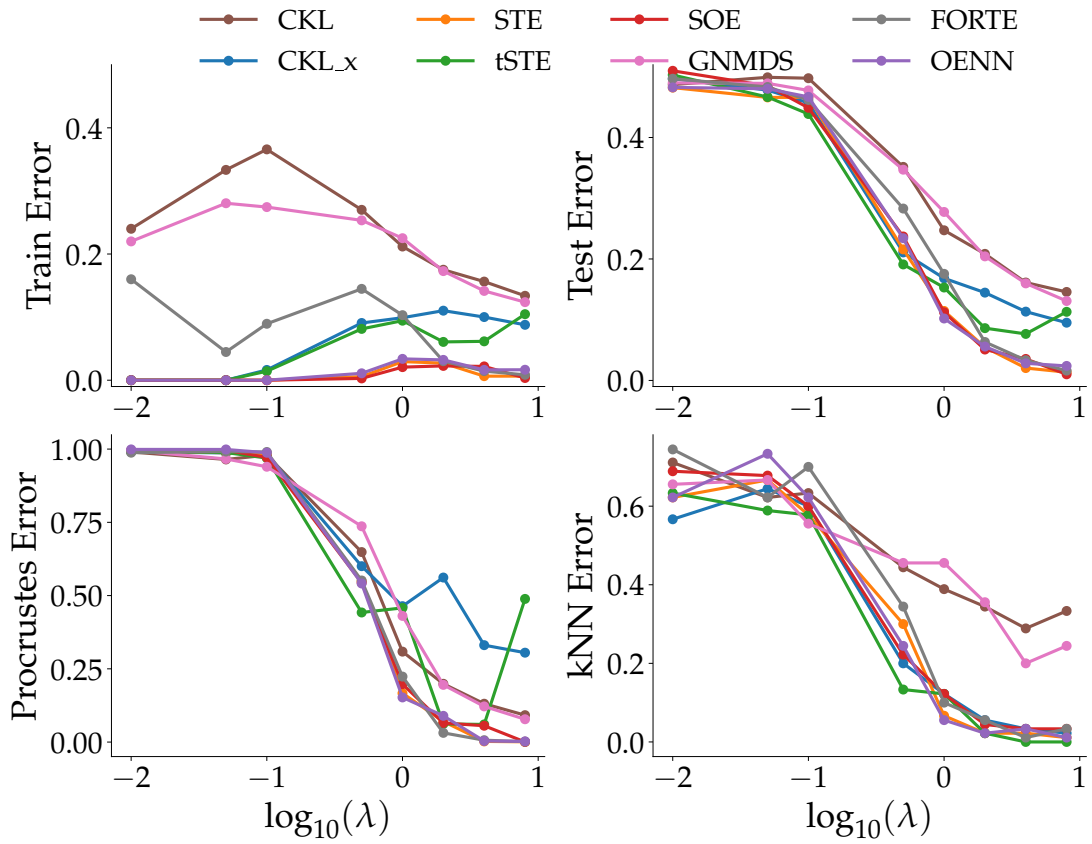 CKL STE SOE FORTE
CKL_x tSTE GNMDS OENN
Train Error
0.4
0.2
0.0
−2 −1 0 1
Test Error
0.4
0.2
0.0
−2 −1 0 1
Procrustes Error
1.00
0.75
0.50
0.25
0.00
−2 −1 0 1
log₁₀(λ)
kNN Error
0.6
0.4
0.2
0.0
−2 −1 0 1
log₁₀(λ)